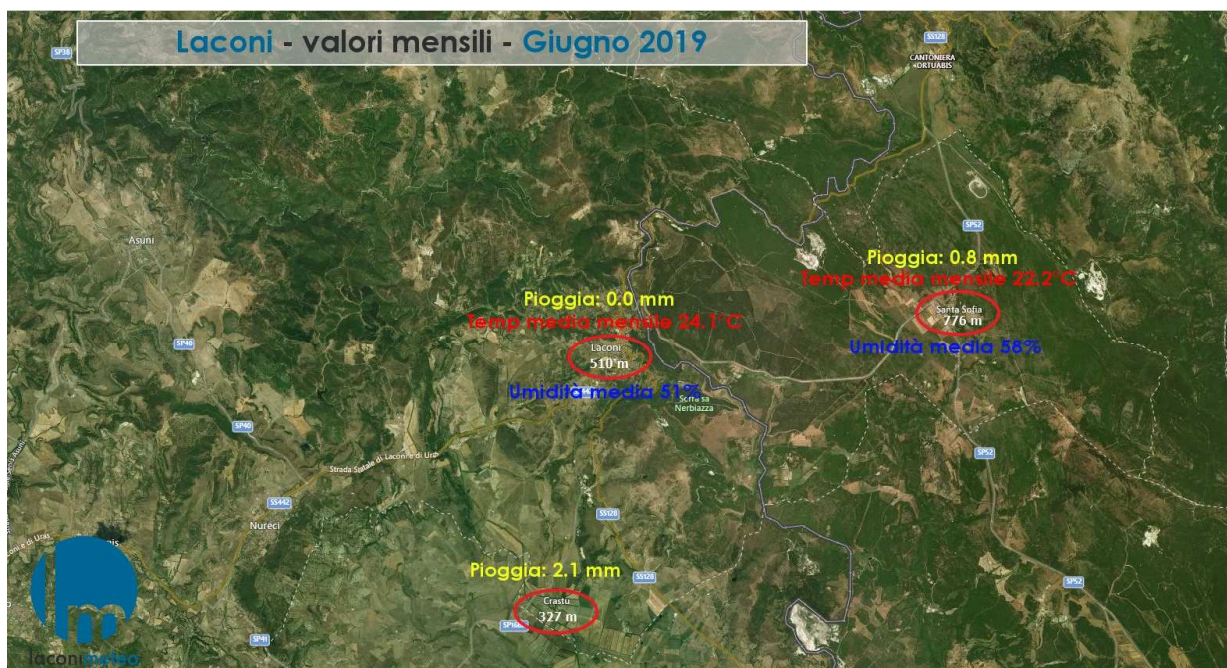 Laconi - valori mensili - Giugno 2019
SP38
SS128
CANTONIERA
ORTUABIS
SP52
Asuni
Pioggia: 0.8 mm
Temp media mensile 22.2°C
Santa Sofia
776 m
Umidità media 58%
Pioggia: 0.0 mm
Temp media mensile 24.1°C
Laconi
510 m
Umidità media 51%
Nerbiazza
SP40
SP40
Strada Statale di Laconi e di Uras
SP52
SS442
Nureci
SS128
Pioggia: 2.1 mm
SS128
Crastu
327 m
SP52
SP41
laconimeteo